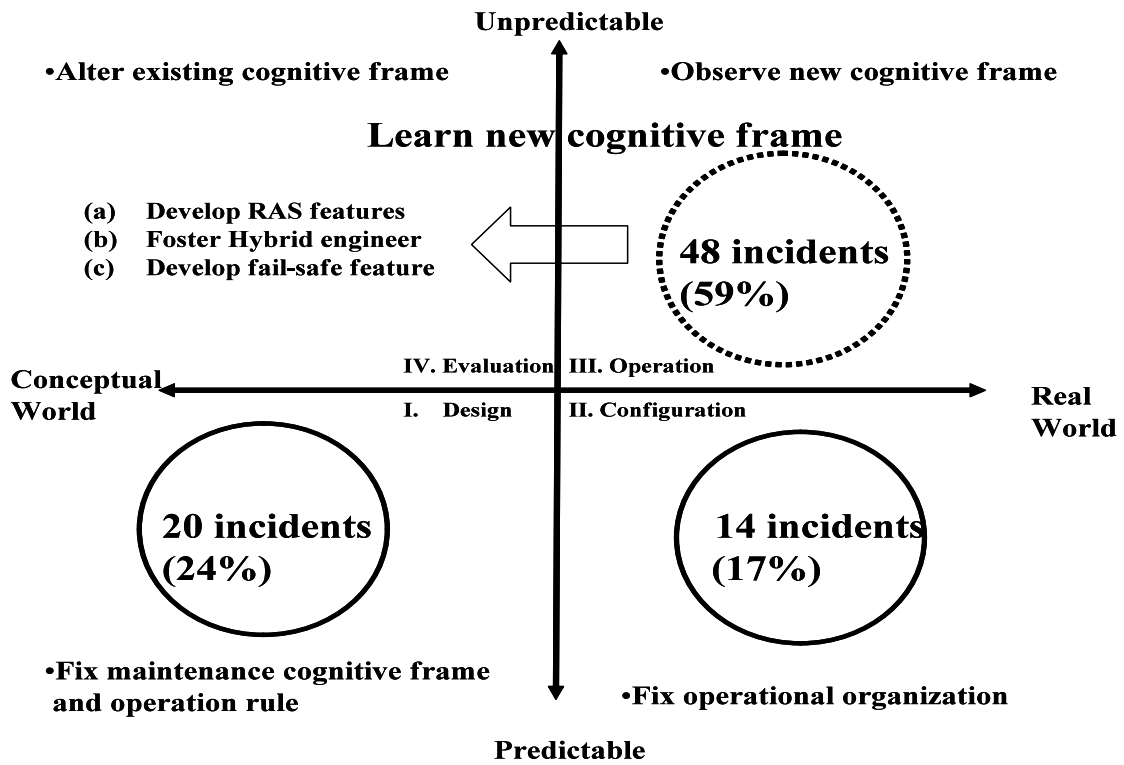 Unpredictable
•Alter existing cognitive frame
•Observe new cognitive frame
Learn new cognitive frame
(a) Develop RAS features
(b) Foster Hybrid engineer
(c) Develop fail-safe feature
48 incidents
(59%)
IV. Evaluation
III. Operation
Conceptual
World
Real
World
I. Design
II. Configuration
20 incidents
(24%)
14 incidents
(17%)
•Fix maintenance cognitive frame
and operation rule
•Fix operational organization
Predictable